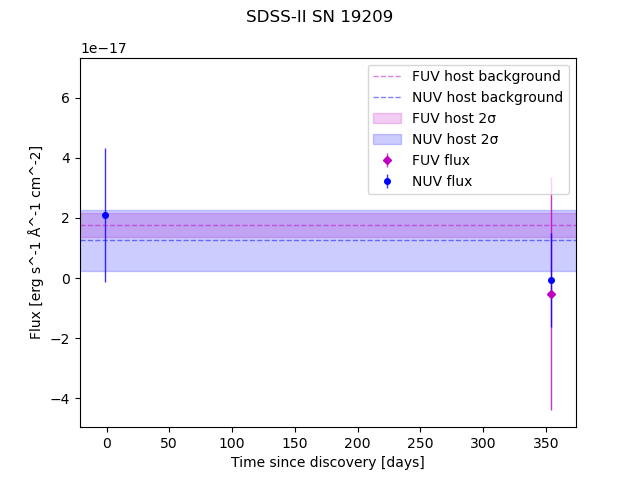 SDSS-II SN 19209
1e−17
FUV host background
NUV host background
FUV host 2σ
NUV host 2σ
FUV flux
NUV flux
Flux [erg s^-1 Å^-1 cm^-2]
6
4
2
0
−2
−4
0 50 100 150 200 250 300 350
Time since discovery [days]